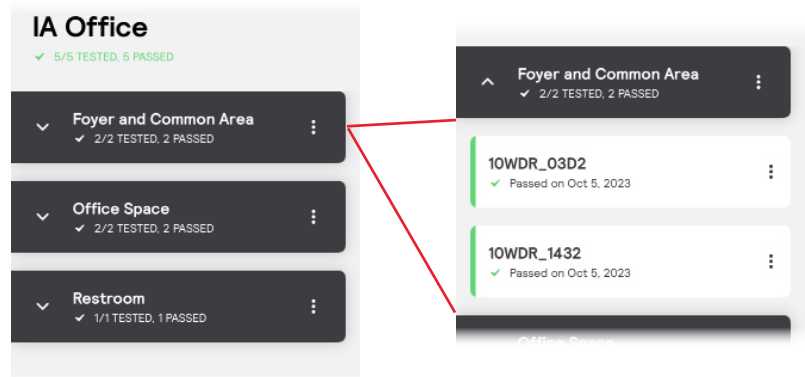 IA Office
5/5 TESTED, 5 PASSED
Foyer and Common Area
2/2 TESTED, 2 PASSED
Office Space
2/2 TESTED, 2 PASSED
Restroom
1/1 TESTED, 1 PASSED
Foyer and Common Area
2/2 TESTED, 2 PASSED
10WDR_03D2
Passed on Oct 5, 2023
10WDR_1432
Passed on Oct 5, 2023
Office Space